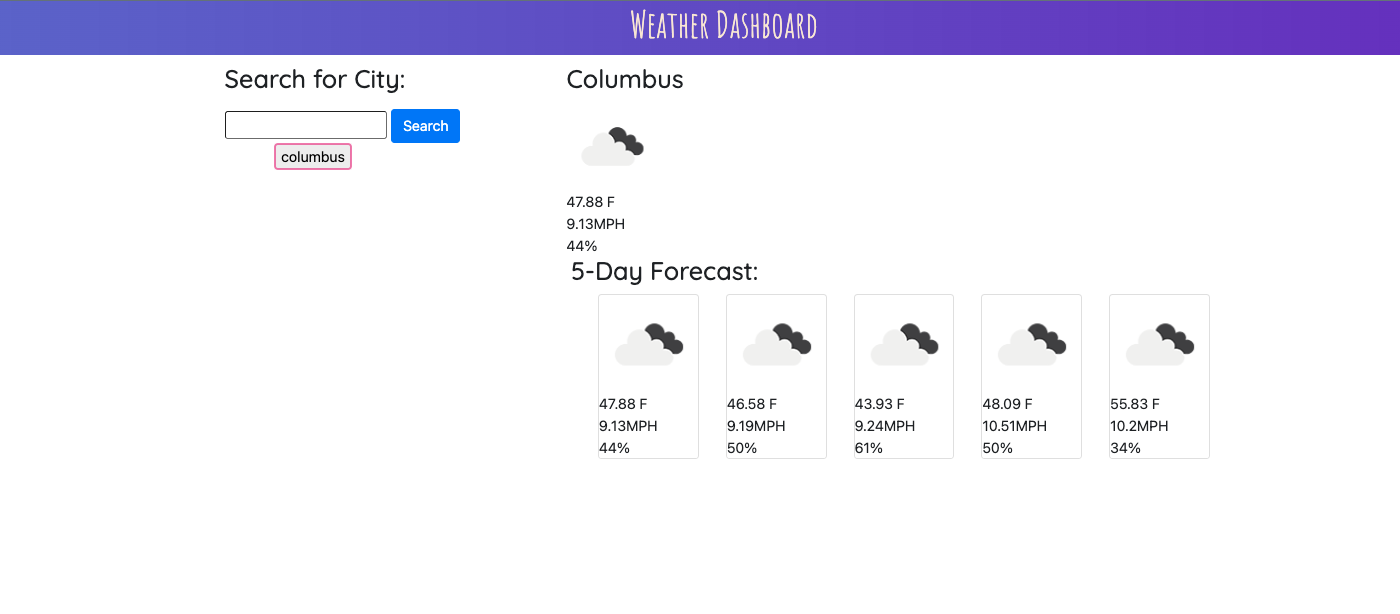 Weather Dashboard
Search for City:
Search
columbus
Columbus
47.88 F
9.13MPH
44%
5-Day Forecast:
47.88 F
9.13MPH
44%
46.58 F
9.19MPH
50%
43.93 F
9.24MPH
61%
48.09 F
10.51MPH
50%
55.83 F
10.2MPH
34%